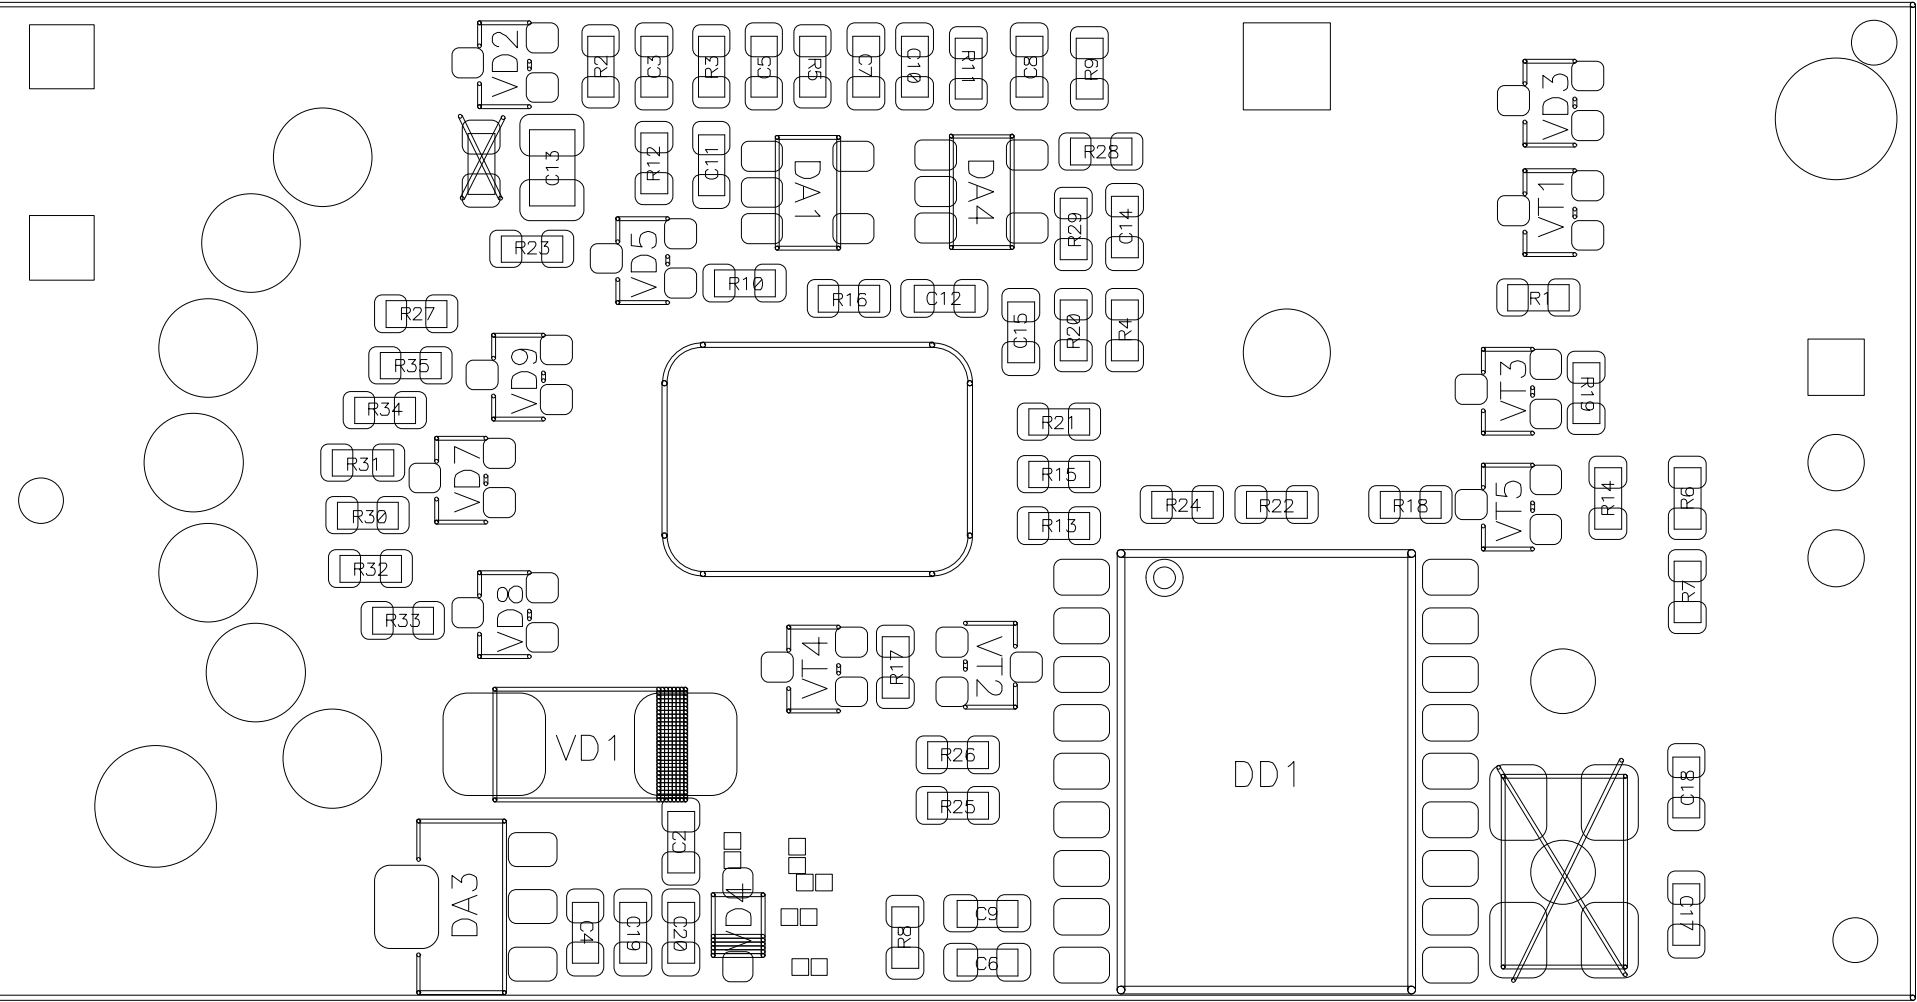 VD2
R2
C3
R3
C5
R5
C7
C10
R11
C8
R9
VD3
C13
R12
C11
DA1
DA4
R28
VT1
R23
VD5
R29
C14
R10
R16
C12
R1
R27
C15
R20
R4
R35
VD9
VT3
R19
R34
R21
R31
VD7
R15
R30
R13
R24
R22
R18
VT5
R14
R6
R32
R7
R33
VD8
VT4
R17
VT2
VD1
R26
DD1
R25
C18
C2
DA3
C4
C19
C20
VD4
R8
C9
C6
C17